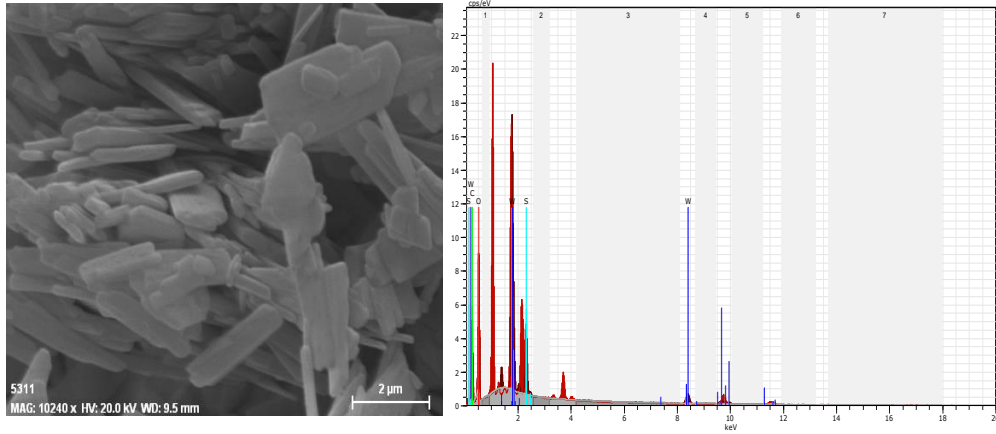 5311
2 µm
MAG: 10240 x HV: 20.0 kV WD: 9.5 mm
cps/eV
1 2 3 4 5 6 7
22
20
18
16
14
W
C
12
S O W S W
10
8
6
4
2
0
2 4 6 8 10 12 14 16 18 2
keV